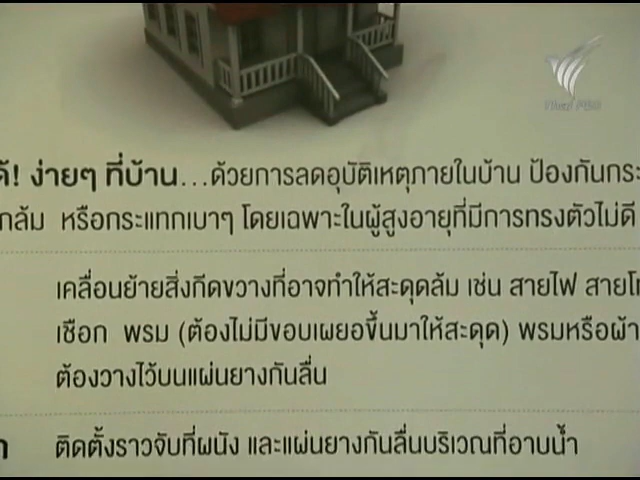 Thai PBS
ง่ายๆ ที่บ้าน...ด้วยการลดอุบัติเหตุภายในบ้าน ป้องกันกระ
หรือกระแทกเบาๆ โดยเฉพาะในผู้สูงอายุที่มีการทรงตัวไม่ดี
เคลื่อนย้ายสิ่งกีดขวางที่อาจทำให้สะดุดล้ม เช่น สายไฟ สายโ
เชือก พรม (ต้องไม่มีขอบเผยอขึ้นมาให้สะดุด) พรมหรือผ้า
ต้องวางไว้บนแผ่นยางกันลื่น
ติดตั้งราวจับที่ผนัง และแผ่นยางกันลื่นบริเวณที่อาบน้ำ